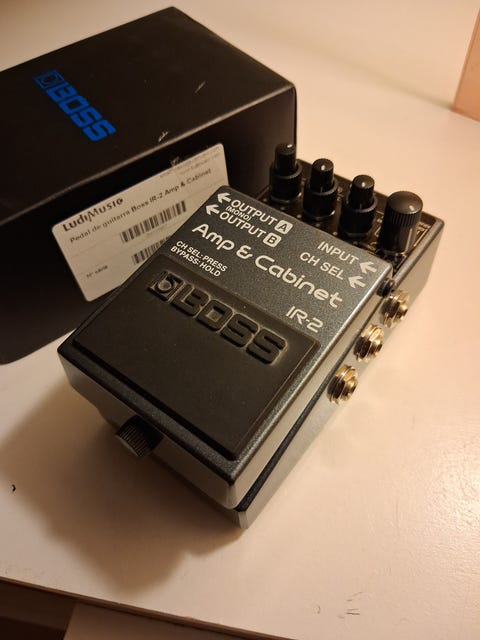 BOSS
LudiMusic
Pedal de guitarra Boss IR-2 Amp & Cabinet
OUTPUT A
(MONO)
OUTPUT B
INPUT
CH SEL
Amp & Cabinet
CH SEL:PRESS
BYPASS:HOLD
IR-2
BOSS